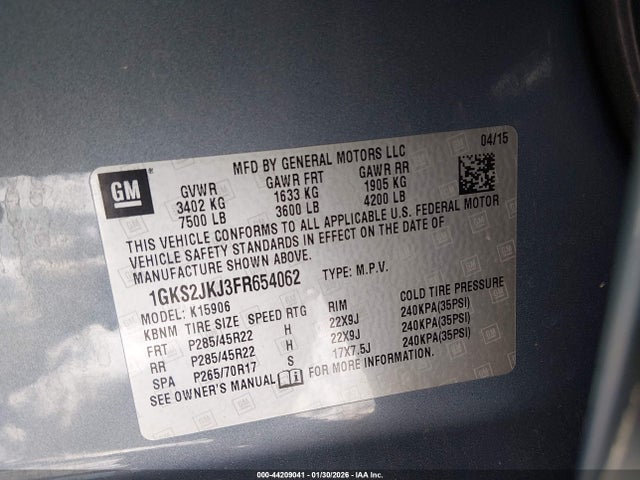 GM
MFD BY GENERAL MOTORS LLC
04/15
GVWR GAWR FRT GAWR RR
3402 KG 1633 KG 1905 KG
7500 LB 3600 LB 4200 LB
THIS VEHICLE CONFORMS TO ALL APPLICABLE U.S. FEDERAL MOTOR
VEHICLE SAFETY STANDARDS IN EFFECT ON THE DATE OF
MANUFACTURE SHOWN ABOVE.
1GKS2JKJ3FR654062 TYPE: M.P.V.
MODEL: K15906
KBNM TIRE SIZE SPEED RTG RIM COLD TIRE PRESSURE
FRT P285/45R22 H 22X9J 240KPA(35PSI)
RR P285/45R22 H 22X9J 240KPA(35PSI)
SPA P265/70R17 S 17X7.5J 240KPA(35PSI)
SEE OWNER'S MANUAL FOR MORE INFORMATION.
000-44209041 - 01/30/2026 - IAA Inc.